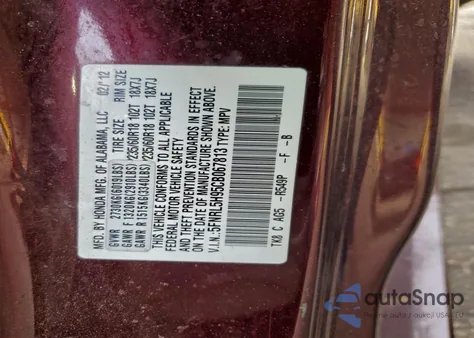 MFD. BY HONDA MFG. OF ALABAMA, LLC. 02/'12
TIRE SIZE RIM SIZE
GVWR 2730KG(6019LBS)
GAWR F 1320KG(2910LBS) 235/60R18 102T 18X7J
GAWR R 1515KG(3340LBS) 235/60R18 102T 18X7J
THIS VEHICLE CONFORMS TO ALL APPLICABLE
FEDERAL MOTOR VEHICLE SAFETY
AND THEFT PREVENTION STANDARDS IN EFFECT
ON THE DATE OF MANUFACTURE SHOWN ABOVE.
V.I.N.: 5FNRL5H95CB067813 TYPE: MPV
TK8 C AG5 -R540P -F -B
autoSnap